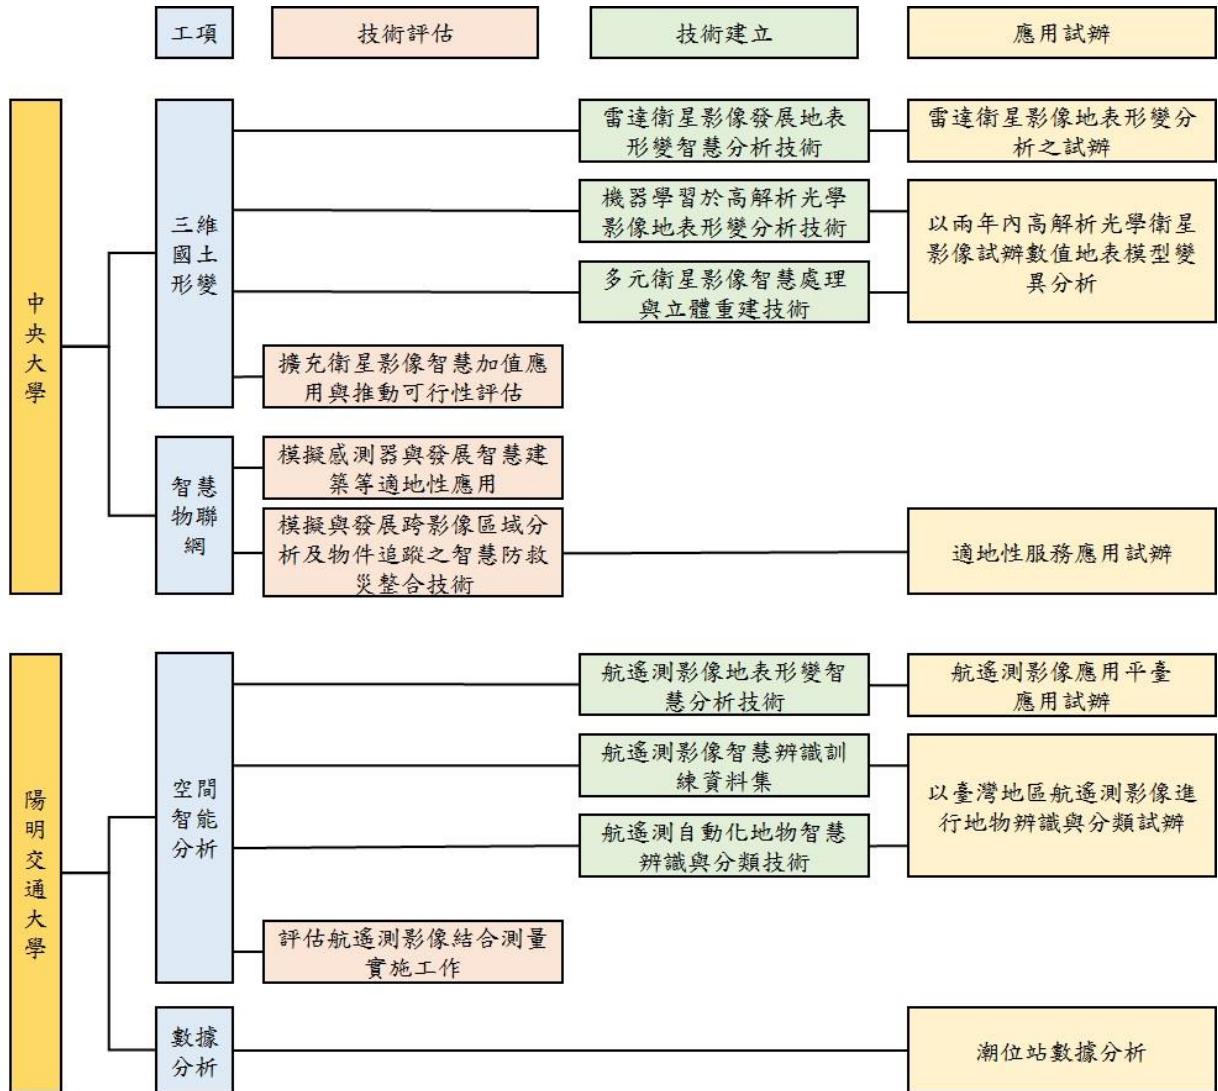 工項
技術評估
技術建立
應用試辦
中央大學
三維
國土
形變
雷達衛星影像發展地表
形變智慧分析技術
雷達衛星影像地表形變分
析之試辦
機器學習於高解析光學
影像地表形變分析技術
多元衛星影像智慧處理
與立體重建技術
以兩年內高解析光學衛星
影像試辦數值地表模型變
異分析
擴充衛星影像智慧加值應
用與推動可行性評估
智慧
物聯
網
模擬感測器與發展智慧建
築等適地性應用
模擬與發展跨影像區域分
析及物件追蹤之智慧防救
災整合技術
適地性服務應用試辦
陽明交通大學
空間
智能
分析
航遙測影像地表形變智
慧分析技術
航遙測影像應用平臺
應用試辦
航遙測影像智慧辨識訓
練資料集
航遙測自動化地物智慧
辨識與分類技術
以臺灣地區航遙測影像進
行地物辨識與分類試辦
評估航遙測影像結合測量
實施工作
數據
分析
潮位站數據分析